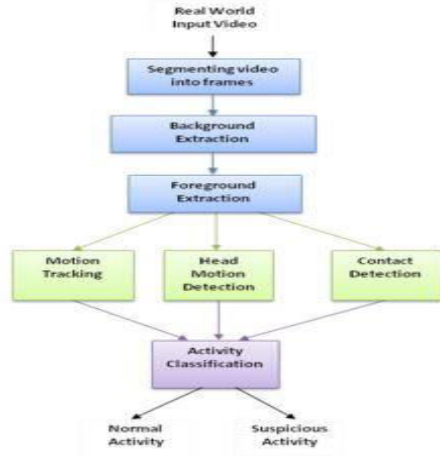 Real World
Input Video
Segmenting video
into frames
Background
Extraction
Foreground
Extraction
Motion
Tracking
Head
Motion
Detection
Contact
Detection
Activity
Classification
Normal
Activity
Suspicious
Activity